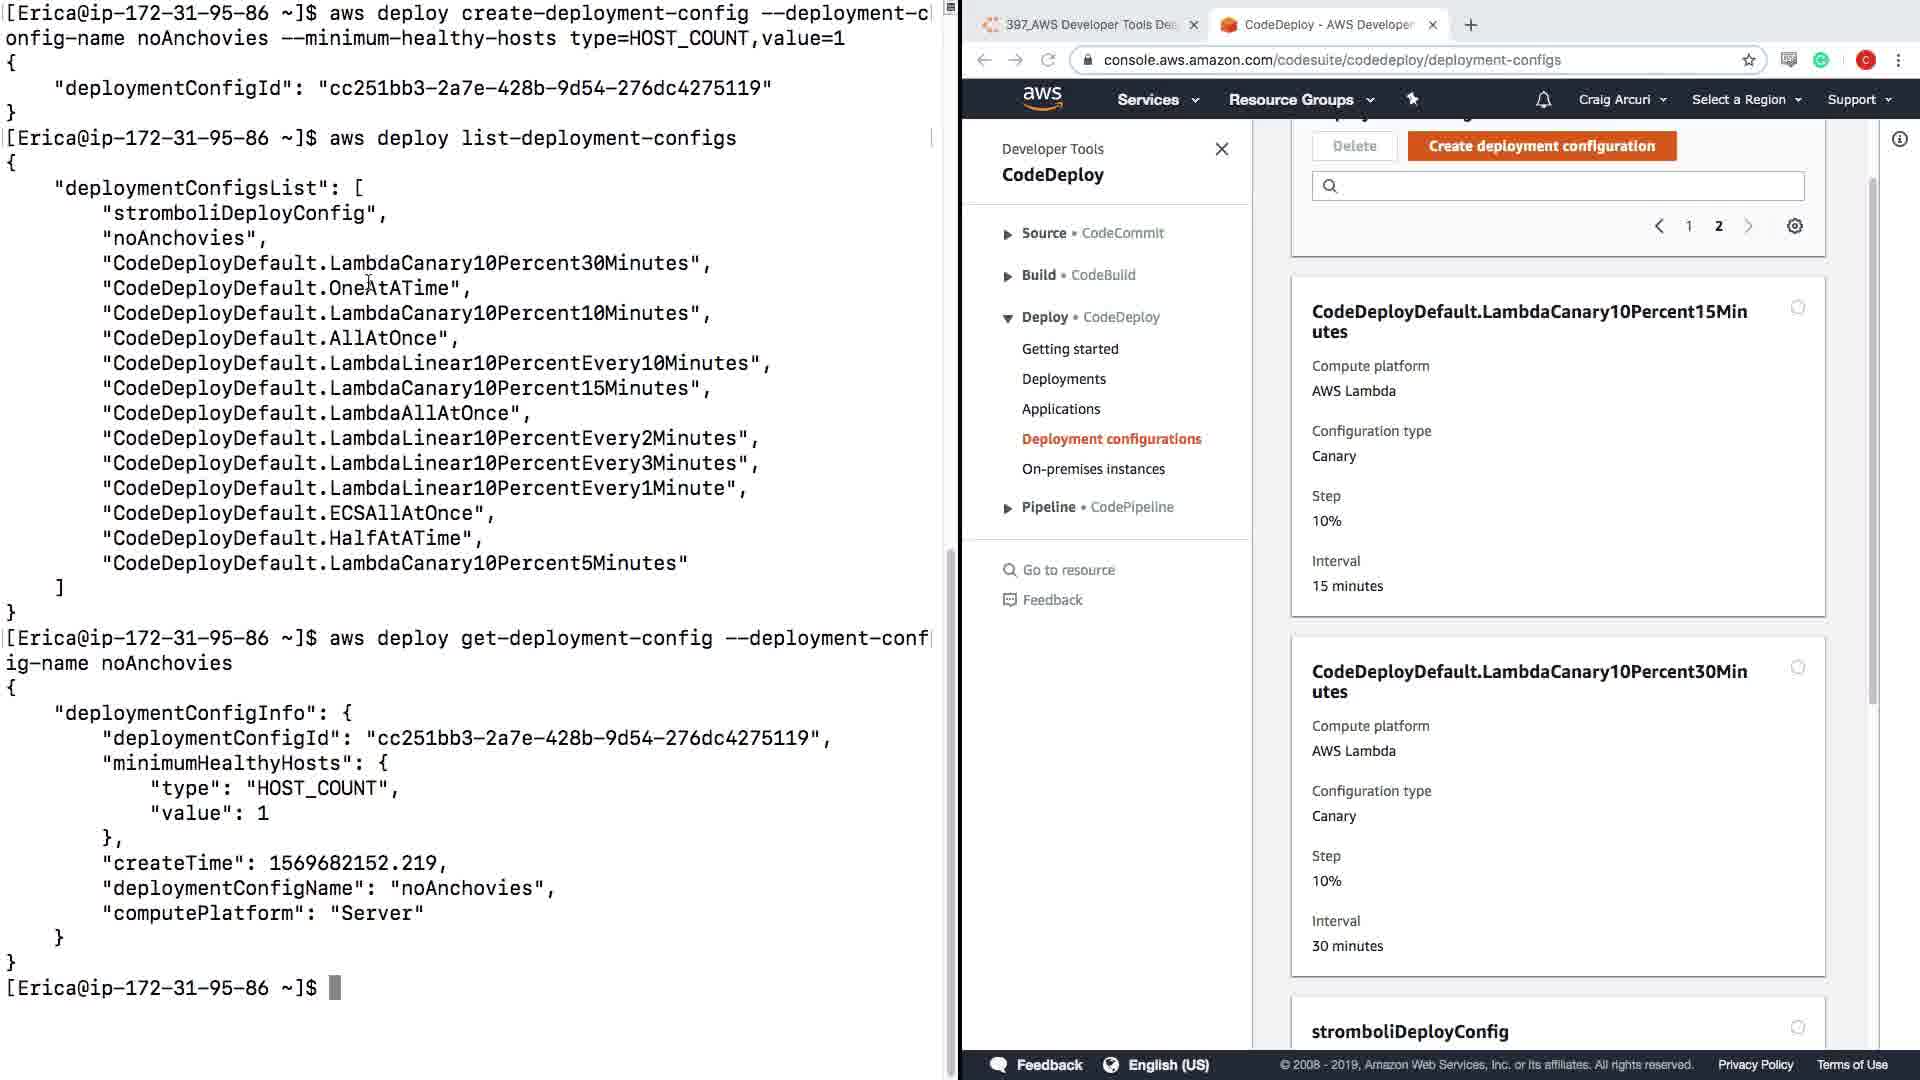 [Erica@ip-172-31-95-86 ~]$ aws deploy create-deployment-config --deployment-c
onfig-name noAnchovies --minimum-healthy-hosts type=HOST_COUNT,value=1
{
"deploymentConfigId": "cc251bb3-2a7e-428b-9d54-276dc4275119"
}
[Erica@ip-172-31-95-86 ~]$ aws deploy list-deployment-configs
{
"deploymentConfigsList": [
"stromboliDeployConfig",
"noAnchovies",
"CodeDeployDefault.LambdaCanary10Percent30Minutes",
"CodeDeployDefault.OneAtATime",
"CodeDeployDefault.LambdaCanary10Percent10Minutes",
"CodeDeployDefault.AllAtOnce",
"CodeDeployDefault.LambdaLinear10PercentEvery10Minutes",
"CodeDeployDefault.LambdaCanary10Percent15Minutes",
"CodeDeployDefault.LambdaAllAtOnce",
"CodeDeployDefault.LambdaLinear10PercentEvery2Minutes",
"CodeDeployDefault.LambdaLinear10PercentEvery3Minutes",
"CodeDeployDefault.LambdaLinear10PercentEvery1Minute",
"CodeDeployDefault.ECSAllAtOnce",
"CodeDeployDefault.HalfAtATime",
"CodeDeployDefault.LambdaCanary10Percent5Minutes"
]
}
[Erica@ip-172-31-95-86 ~]$ aws deploy get-deployment-config --deployment-conf
ig-name noAnchovies
{
"deploymentConfigInfo": {
"deploymentConfigId": "cc251bb3-2a7e-428b-9d54-276dc4275119",
"minimumHealthyHosts": {
"type": "HOST_COUNT",
"value": 1
},
"createTime": 1569682152.219,
"deploymentConfigName": "noAnchovies",
"computePlatform": "Server"
}
}
[Erica@ip-172-31-95-86 ~]$
397_AWS Developer Tools Dee
CodeDeploy - AWS Developer
console.aws.amazon.com/codesuite/codedeploy/deployment-configs
C
aws
Services
Resource Groups
Craig Arcuri
Select a Region
Support
Developer Tools
CodeDeploy
Source • CodeCommit
Build • CodeBuild
Deploy • CodeDeploy
Getting started
Deployments
Applications
Deployment configurations
On-premises instances
Pipeline • CodePipeline
Go to resource
Feedback
Delete
Create deployment configuration
1
2
CodeDeployDefault.LambdaCanary10Percent15Min
utes
Compute platform
AWS Lambda
Configuration type
Canary
Step
10%
Interval
15 minutes
CodeDeployDefault.LambdaCanary10Percent30Min
utes
Compute platform
AWS Lambda
Configuration type
Canary
Step
10%
Interval
30 minutes
stromboliDeployConfig
Feedback
English (US)
© 2008 - 2019, Amazon Web Services, Inc. or its affiliates. All rights reserved.
Privacy Policy
Terms of Use